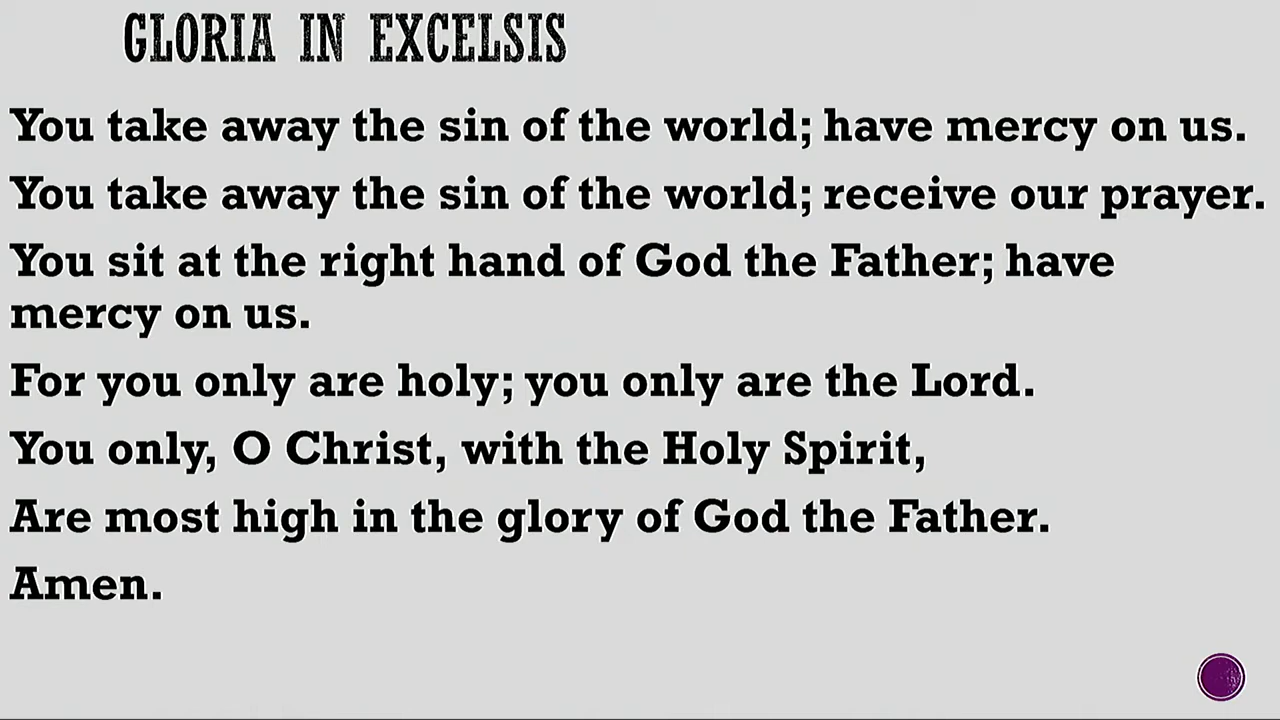 GLORIA IN EXCELSIS
You take away the sin of the world; have mercy on us.
You take away the sin of the world; receive our prayer.
You sit at the right hand of God the Father; have
mercy on us.
For you only are holy; you only are the Lord.
You only, O Christ, with the Holy Spirit,
Are most high in the glory of God the Father.
Amen.